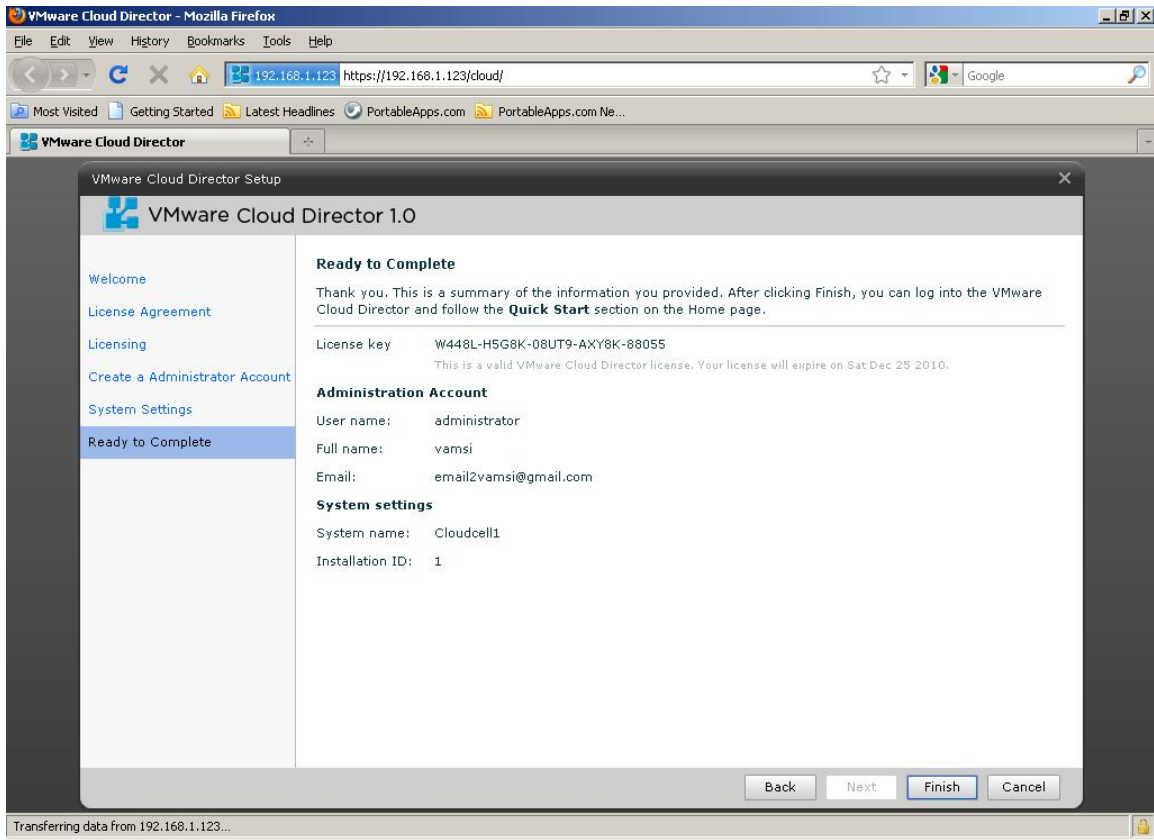 VMware Cloud Director - Mozilla Firefox
File Edit View History Bookmarks Tools Help
192.168.1.123 https://192.168.1.123/cloud/
Google
Most Visited Getting Started Latest Headlines PortableApps.com PortableApps.com Ne...
VMware Cloud Director
VMware Cloud Director Setup
VMware Cloud Director 1.0
Welcome
License Agreement
Licensing
Create a Administrator Account
System Settings
Ready to Complete
Ready to Complete
Thank you. This is a summary of the information you provided. After clicking Finish, you can log into the VMware
Cloud Director and follow the Quick Start section on the Home page.
License key W448L-H5G8K-08UT9-AXY8K-88055
This is a valid VMware Cloud Director license. Your license will expire on Sat Dec 25 2010.
Administration Account
User name: administrator
Full name: vamsi
Email: email2vamsi@gmail.com
System settings
System name: Cloudcell1
Installation ID: 1
Back Next Finish Cancel
Transferring data from 192.168.1.123...